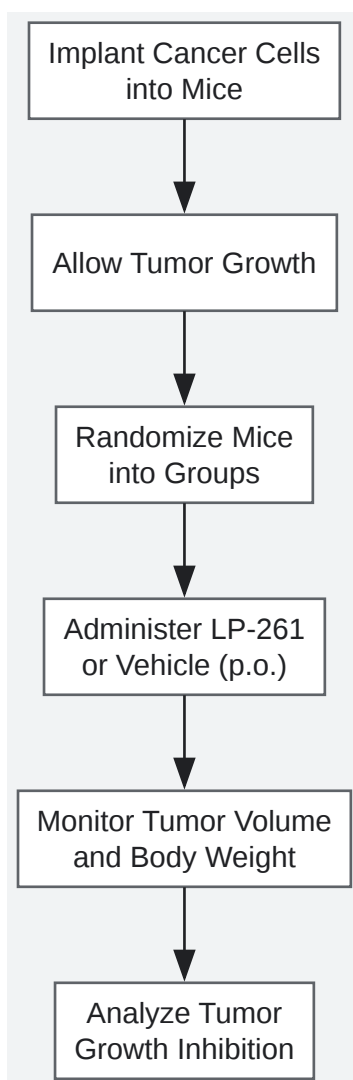 Implant Cancer Cells
into Mice
Allow Tumor Growth
Randomize Mice
into Groups
Administer LP-261
or Vehicle (p.o.)
Monitor Tumor Volume
and Body Weight
Analyze Tumor
Growth Inhibition